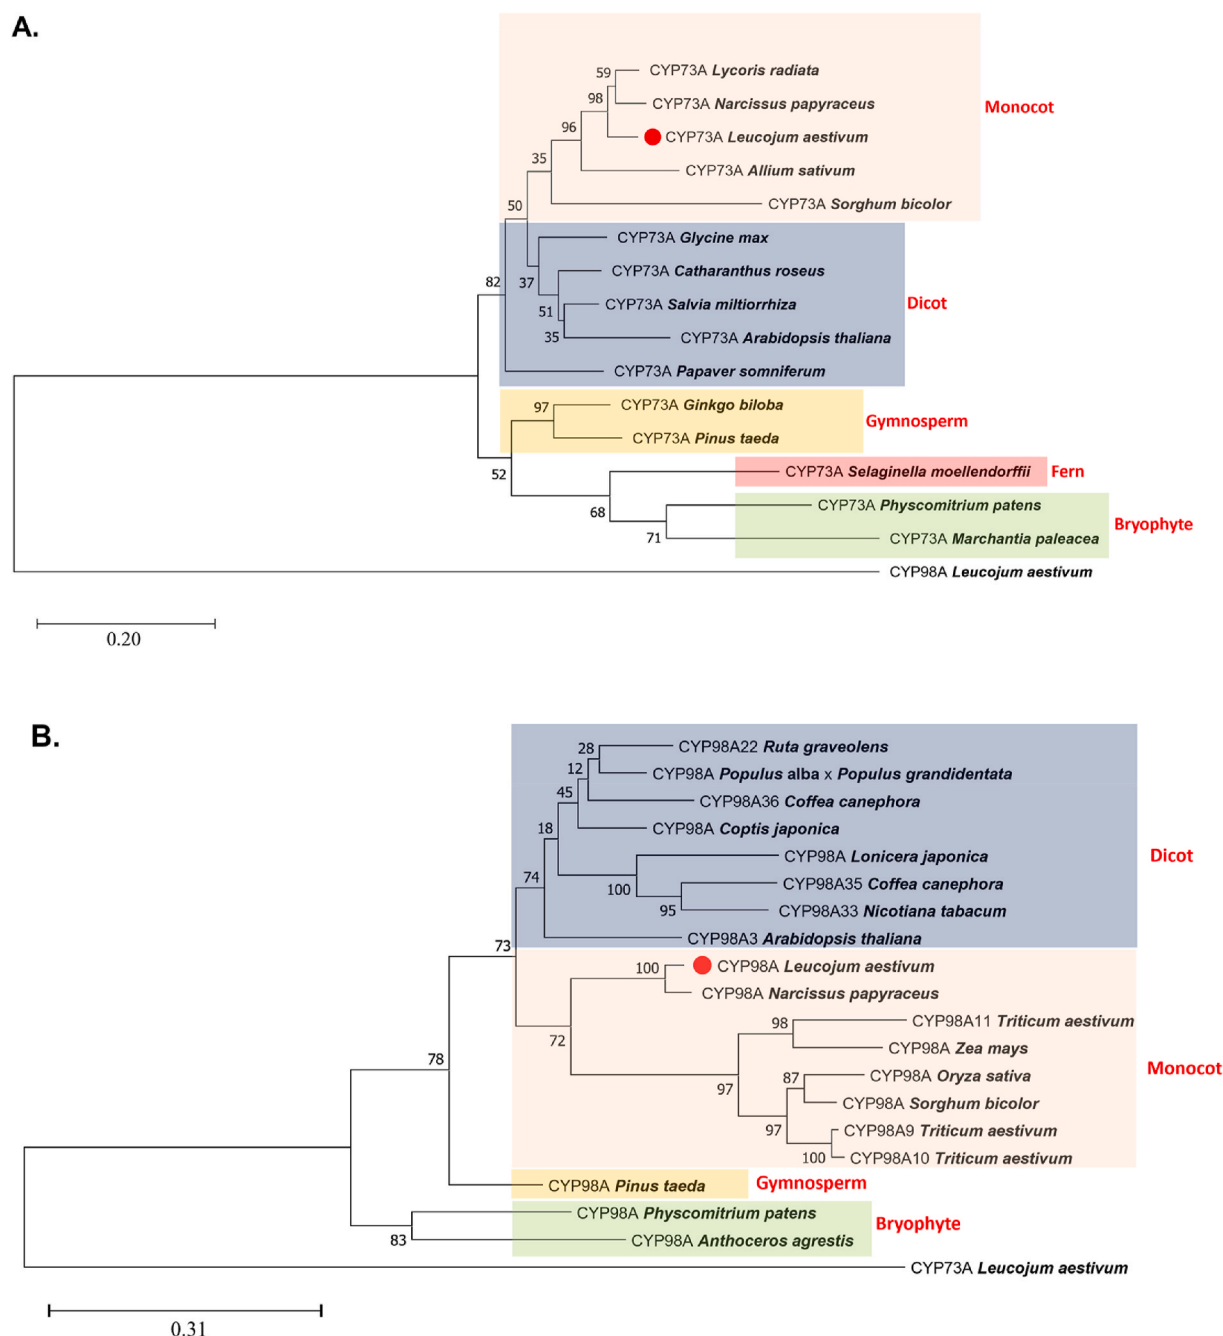 A.
59 CYP73A Lycoris radiata
98 CYP73A Narcissus papyraceus
Monocot
96 CYP73A Leucojum aestivum
35 CYP73A Allium sativum
50 CYP73A Sorghum bicolor
CYP73A Glycine max
82 37 CYP73A Catharanthus roseus
51 CYP73A Salvia miltiorrhiza
Dicot
35 CYP73A Arabidopsis thaliana
CYP73A Papaver somniferum
97 CYP73A Ginkgo biloba
Gymnosperm
CYP73A Pinus taeda
52 CYP73A Selaginella moellendorffii Fern
68 CYP73A Physcomitrium patens
Bryophyte
71 CYP73A Marchantia paleacea
CYP98A Leucojum aestivum
0.20
B.
28 CYP98A22 Ruta graveolens
12 CYP98A Populus alba x Populus grandidentata
45 CYP98A36 Coffea canephora
18 CYP98A Coptis japonica
CYP98A Lonicera japonica Dicot
74 100 CYP98A35 Coffea canephora
95 CYP98A33 Nicotiana tabacum
73 CYP98A3 Arabidopsis thaliana
100 CYP98A Leucojum aestivum
CYP98A Narcissus papyraceus
98 CYP98A11 Triticum aestivum
72 CYP98A Zea mays
78 Monocot
97 87 CYP98A Oryza sativa
CYP98A Sorghum bicolor
97 CYP98A9 Triticum aestivum
100 CYP98A10 Triticum aestivum
CYP98A Pinus taeda Gymnosperm
CYP98A Physcomitrium patens
Bryophyte
83 CYP98A Anthoceros agrestis
CYP73A Leucojum aestivum
0.31